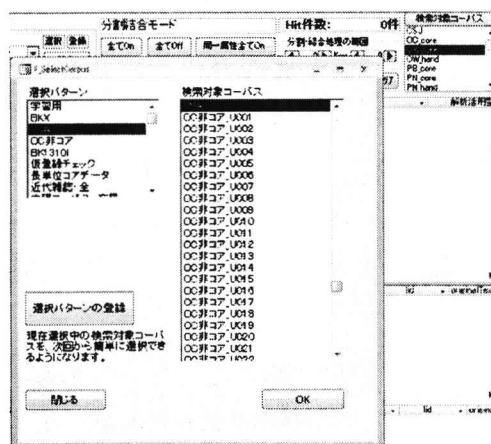 分割結合モード
Hit件数: 0件
検索対象コーパス
CSJ
OC_core
選択 登録
全てOn 全てOff 同一属性全てOn
分割・結合処理の範囲
OW_hand
PB_core
PN_core
PN_hand
F_SelectCorpus
選択パターン
学習用
BKX
OC非コア
BK1310I
仮登録チェック
長単位コアデータ
近代雑誌・全
検索対象コーパス
OC非コア_U001
OC非コア_U002
OC非コア_U003
OC非コア_U004
OC非コア_U005
OC非コア_U006
OC非コア_U007
OC非コア_U008
OC非コア_U009
OC非コア_U010
OC非コア_U011
OC非コア_U012
OC非コア_U013
OC非コア_U014
OC非コア_U015
OC非コア_U016
OC非コア_U017
OC非コア_U018
OC非コア_U019
OC非コア_U020
OC非コア_U021
OC非コア_U022
選択パターンの登録
現在選択中の検索対象コーパ
スを、次回から簡単に選択でき
るようになります。
閉じる
OK